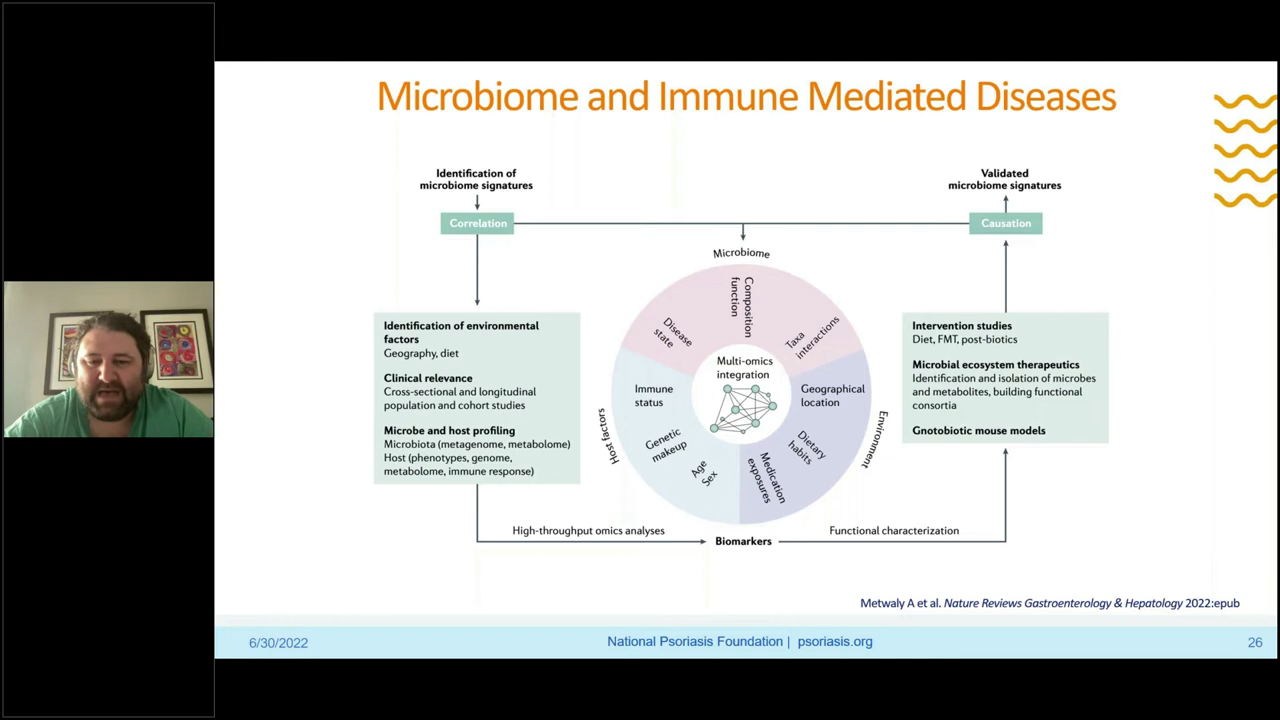 Microbiome and Immune Mediated Diseases
Identification of
microbiome signatures
Validated
microbiome signatures
Correlation
Causation
Microbiome
Identification of environmental
factors
Geography, diet
Clinical relevance
Cross-sectional and longitudinal
population and cohort studies
Microbe and host profiling
Microbiota (metagenome, metabolome)
Host (phenotypes, genome,
metabolome, immune response)
Disease
state
Composition
function
Taxa
interactions
Multi-omics
integration
Immune
status
Geographical
location
Genetic
makeup
Dietary
habits
Age
Sex
Medication
exposures
Host factors
Environment
Intervention studies
Diet, FMT, post-biotics
Microbial ecosystem therapeutics
Identification and isolation of microbes
and metabolites, building functional
consortia
Gnotobiotic mouse models
High-throughput omics analyses
Biomarkers
Functional characterization
Metwaly A et al. Nature Reviews Gastroenterology & Hepatology 2022:epub
6/30/2022
National Psoriasis Foundation | psoriasis.org
26